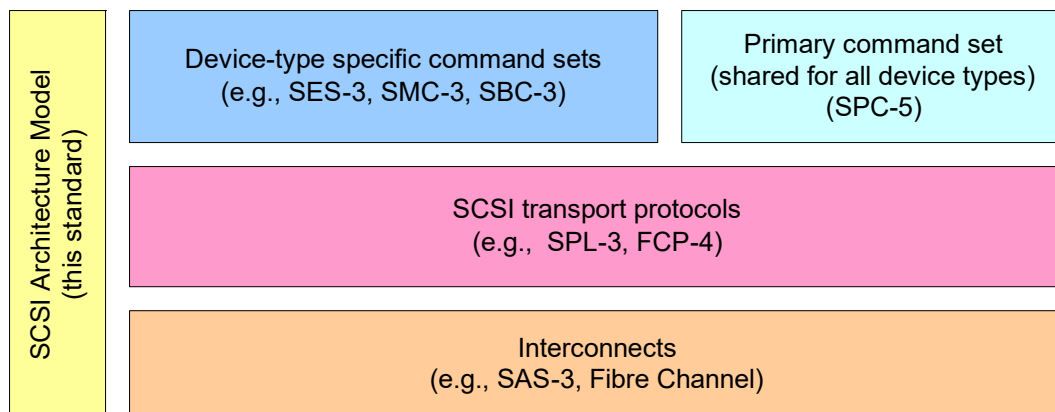 SCSI Architecture Model
(this standard)
Device-type specific command sets
(e.g., SES-3, SMC-3, SBC-3)
Primary command set
(shared for all device types)
(SPC-5)
SCSI transport protocols
(e.g., SPL-3, FCP-4)
Interconnects
(e.g., SAS-3, Fibre Channel)